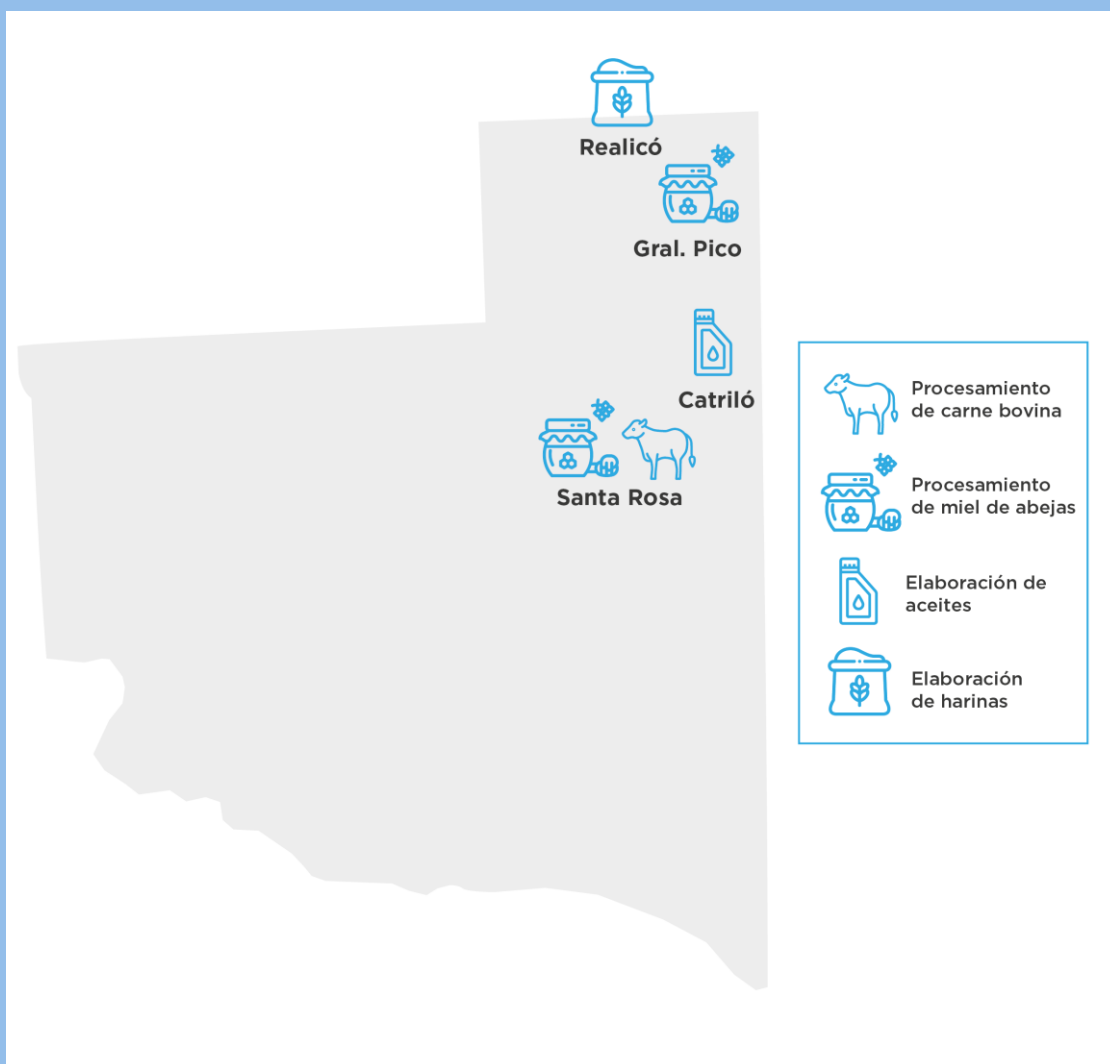 Realicó
Gral. Pico
Catriló
Santa Rosa
Procesamiento
de carne bovina
Procesamiento
de miel de abejas
Elaboración de
aceites
Elaboración
de harinas